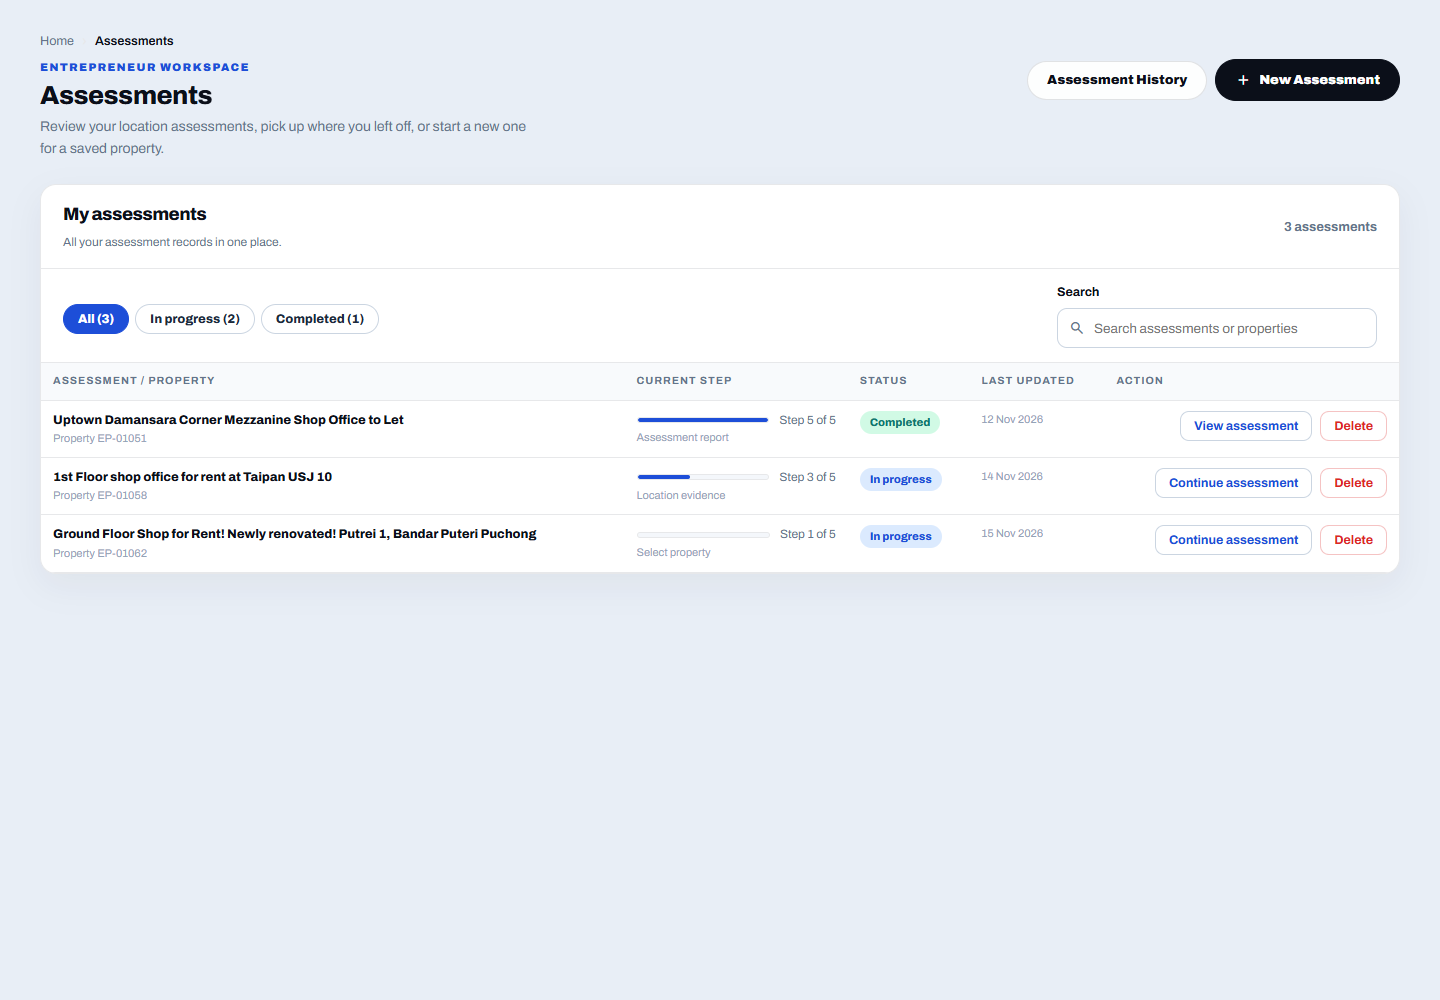 Home Assessments
ENTREPRENEUR WORKSPACE
Assessments
Review your location assessments, pick up where you left off, or start a new one
for a saved property.
Assessment History
+ New Assessment
My assessments
All your assessment records in one place.
3 assessments
All (3)
In progress (2)
Completed (1)
Search
Search assessments or properties
ASSESSMENT / PROPERTY CURRENT STEP STATUS LAST UPDATED ACTION
Uptown Damansara Corner Mezzanine Shop Office to Let
Property EP-01051
Step 5 of 5
Assessment report
Completed
12 Nov 2026
View assessment
Delete
1st Floor shop office for rent at Taipan USJ 10
Property EP-01058
Step 3 of 5
Location evidence
In progress
14 Nov 2026
Continue assessment
Delete
Ground Floor Shop for Rent! Newly renovated! Putrei 1, Bandar Puteri Puchong
Property EP-01062
Step 1 of 5
Select property
In progress
15 Nov 2026
Continue assessment
Delete